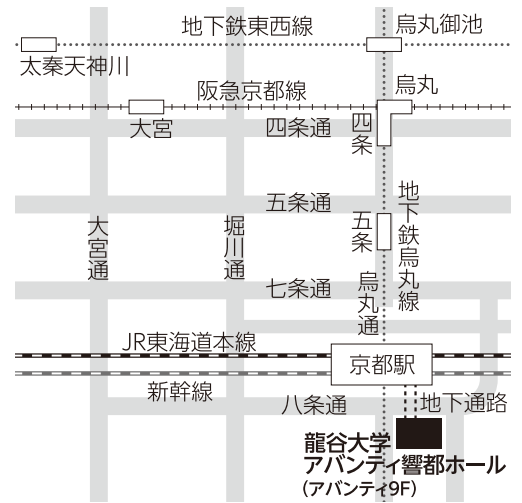 地下鉄東西線
烏丸御池
太秦天神川
阪急京都線
烏丸
大宮
四条通
四条
五条通
五条
地下鉄烏丸線
大宮通
堀川通
七条通
烏丸通
JR東海道本線
京都駅
新幹線
八条通
地下通路
龍谷大学
アバンティ響都ホール
(アバンティ9F)